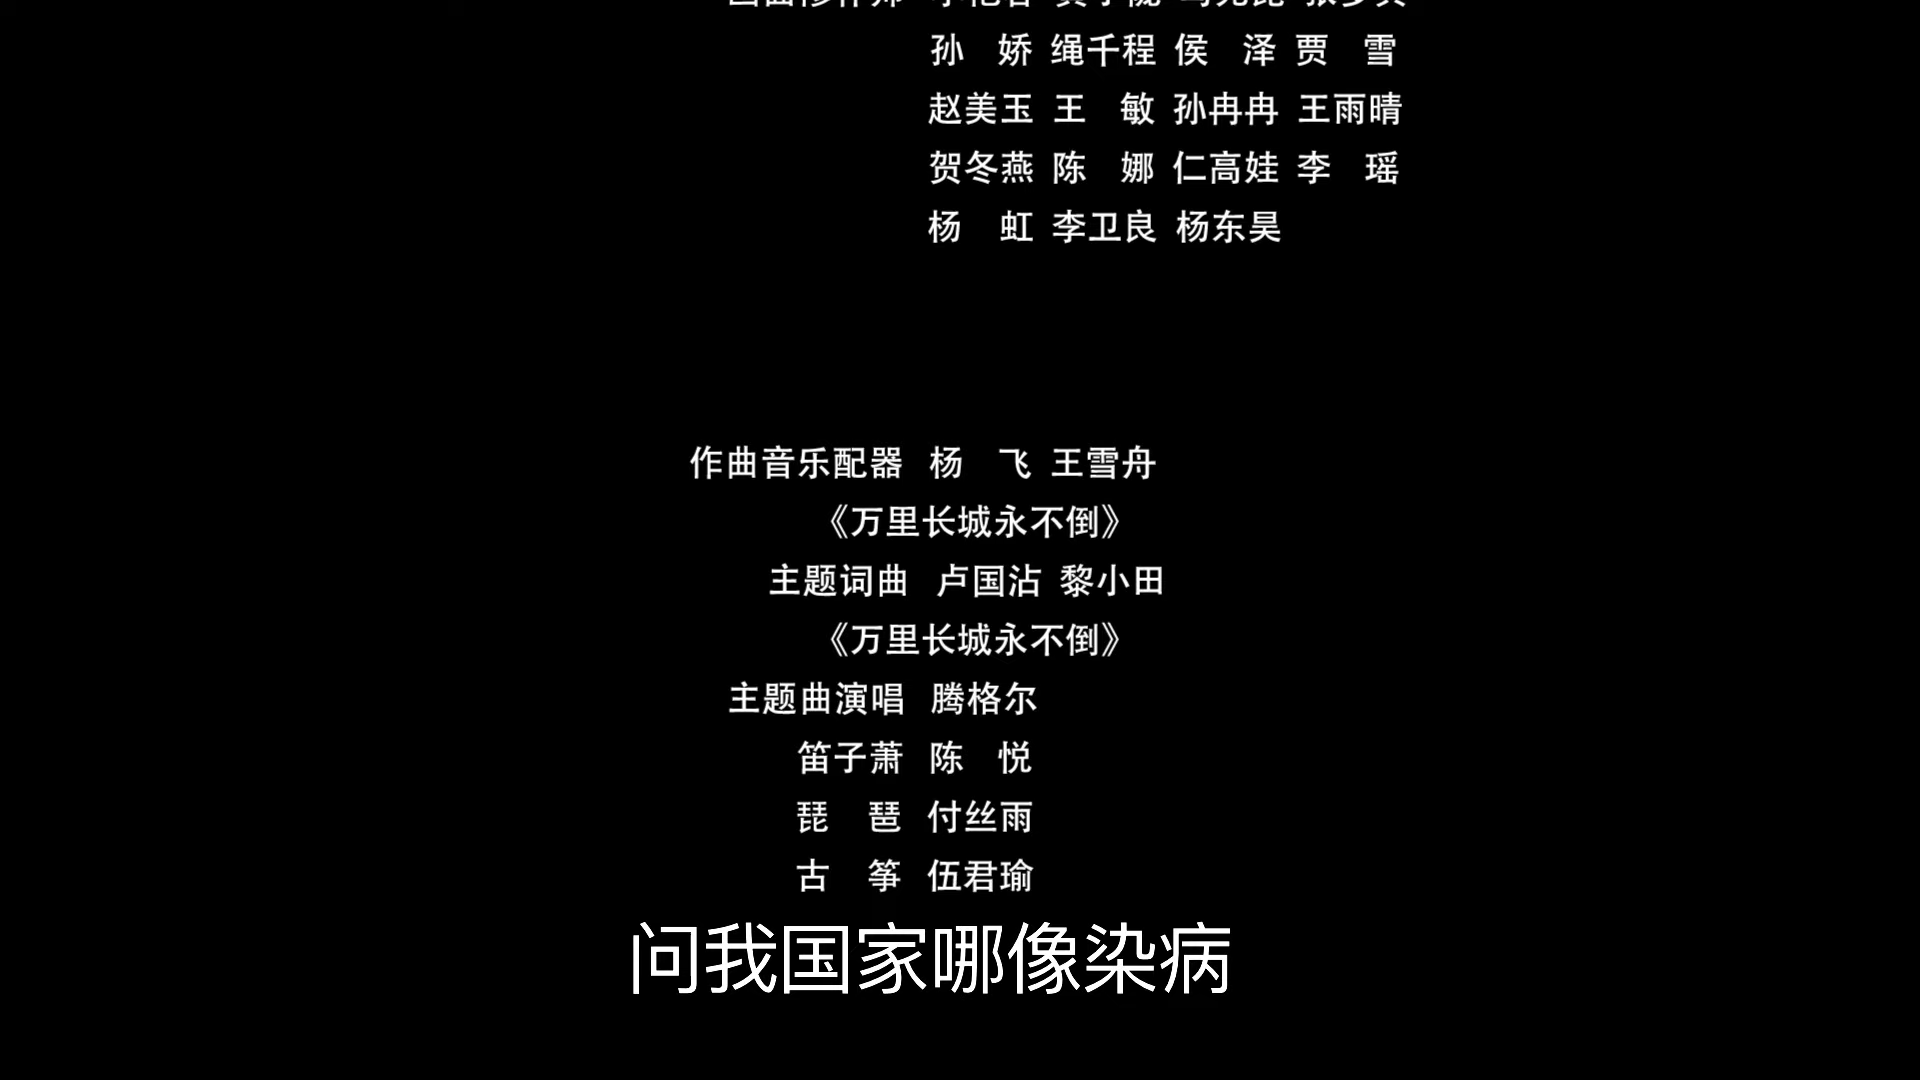 孙 娇 绳千程 侯 泽 贾 雪
赵美玉 王 敏 孙冉冉 王雨晴
贺冬燕 陈 娜 仁高娃 李 瑶
杨 虹 李卫良 杨东昊
作曲音乐配器 杨 飞 王雪舟
《万里长城永不倒》
主题词曲 卢国沾 黎小田
《万里长城永不倒》
主题曲演唱 腾格尔
笛子萧 陈 悦
琵 琶 付丝雨
古 筝 伍君瑜
问我国家哪像染病